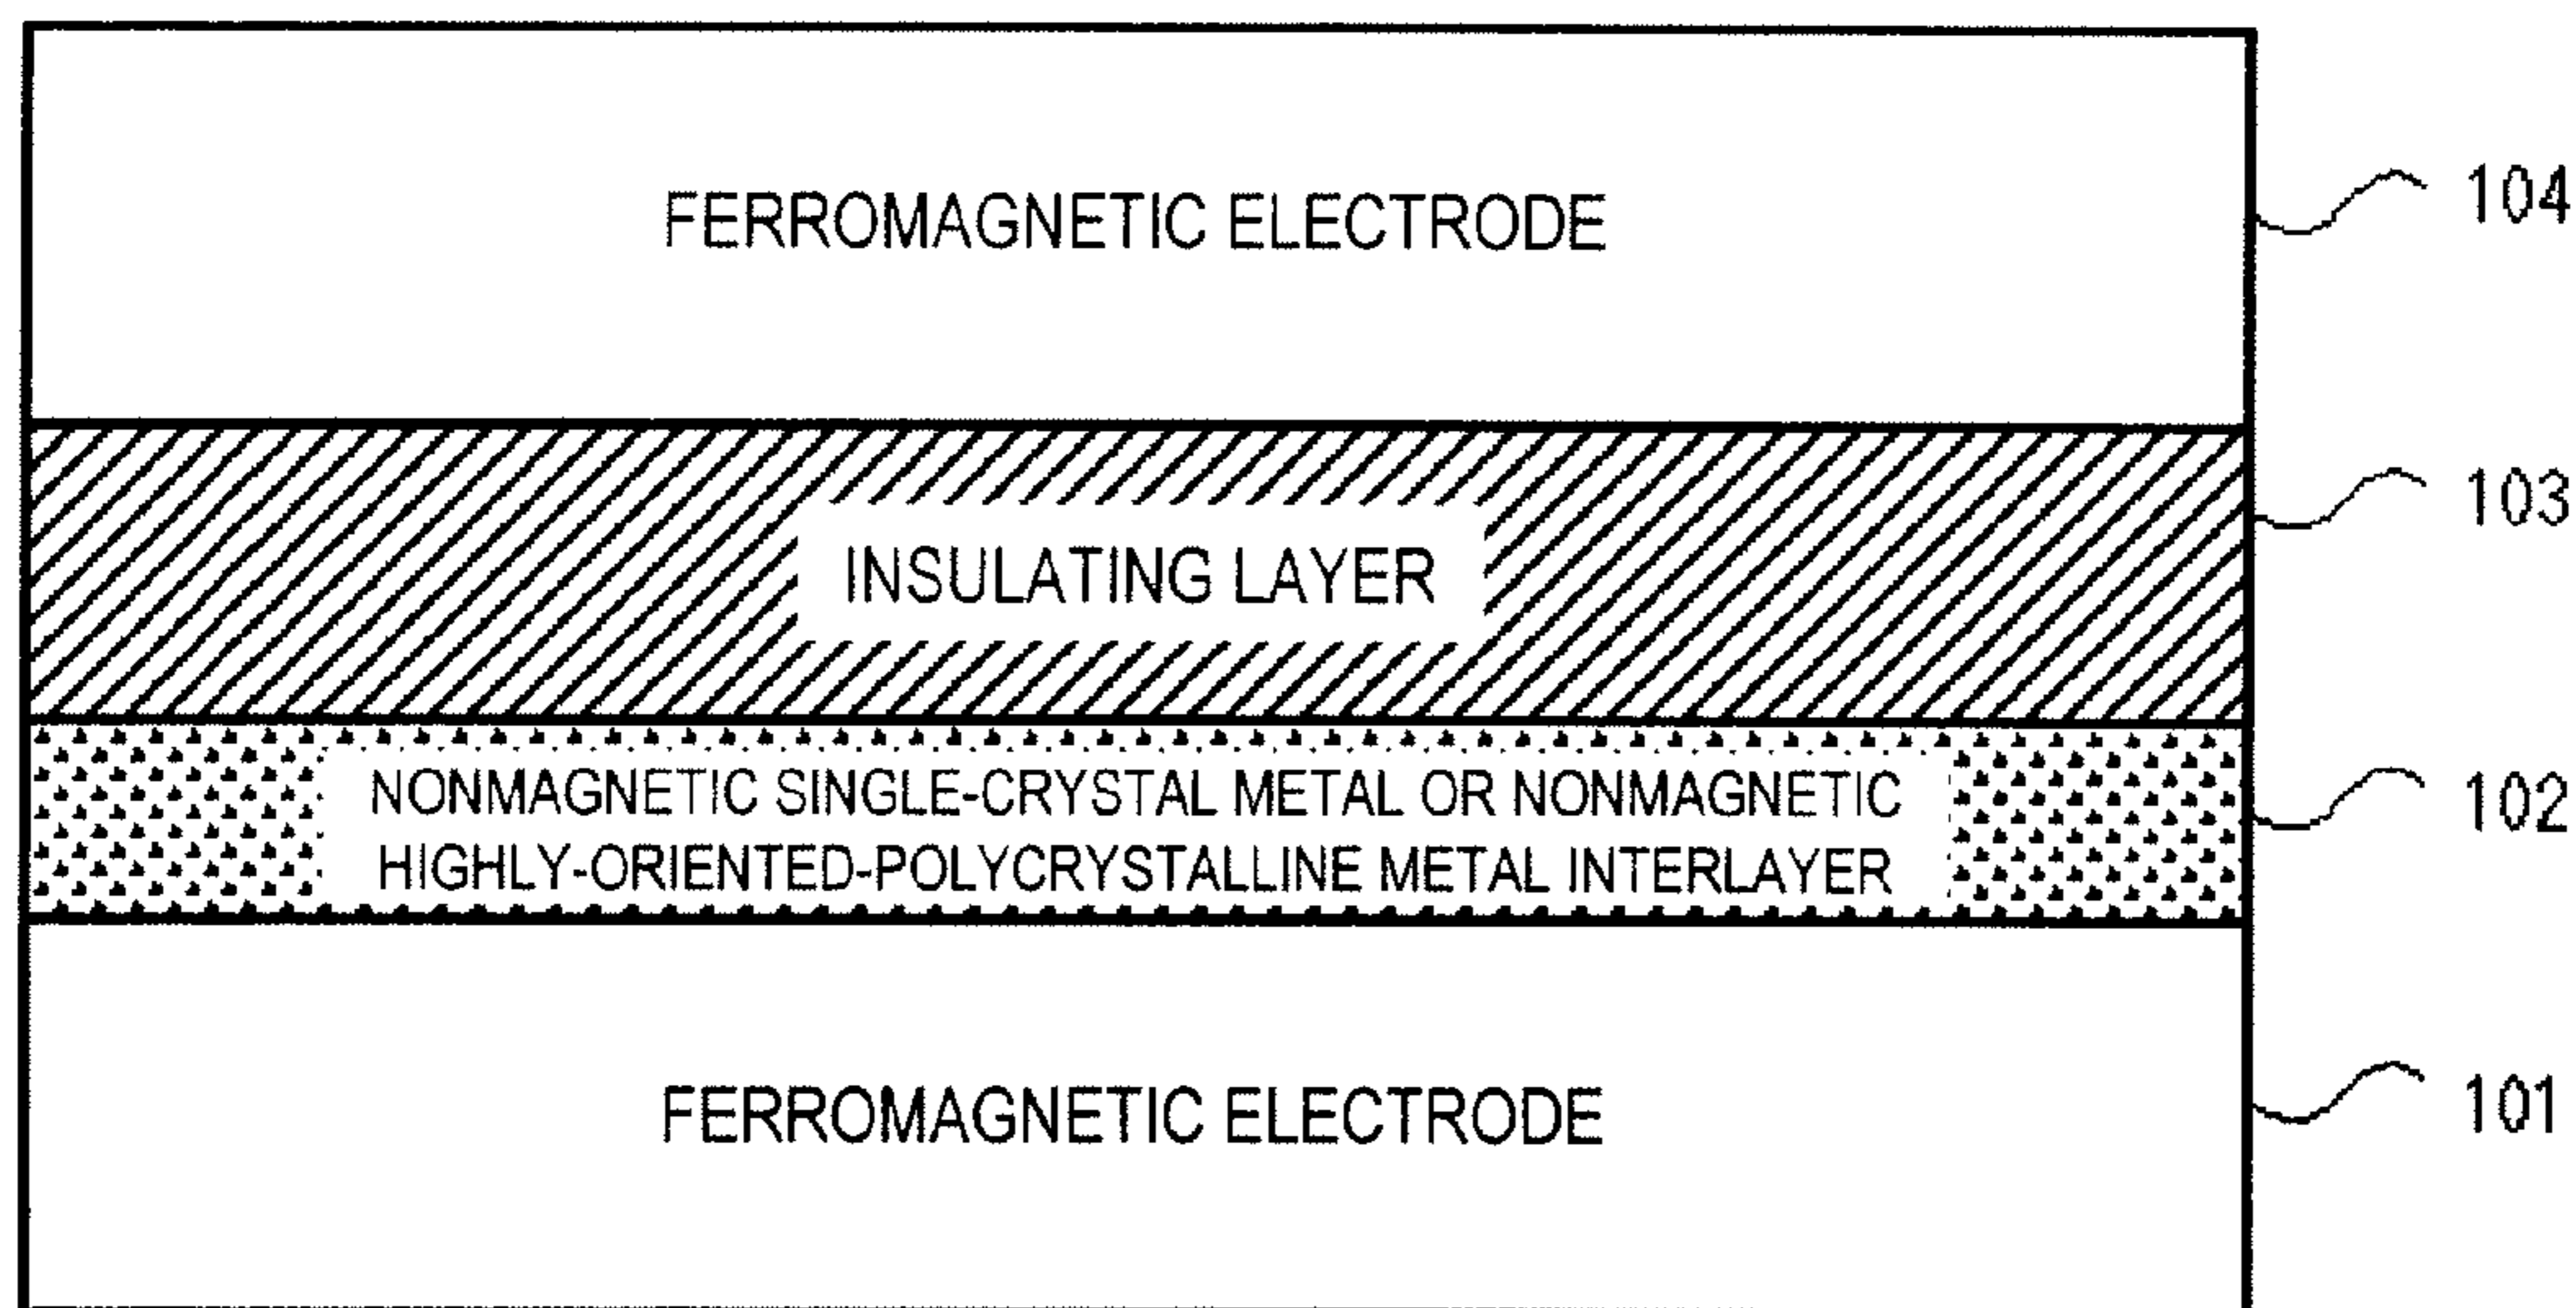 FERROMAGNETIC ELECTRODE
104
INSULATING LAYER
103
NONMAGNETIC SINGLE-CRYSTAL METAL OR NONMAGNETIC
HIGHLY-ORIENTED-POLYCRYSTALLINE METAL INTERLAYER
102
FERROMAGNETIC ELECTRODE
101